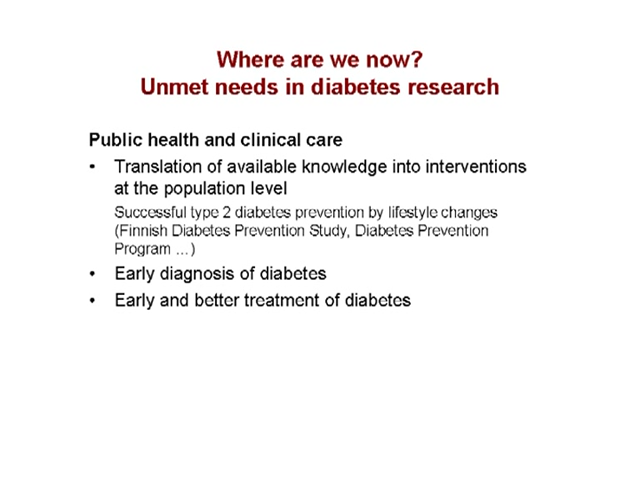 Where are we now?
Unmet needs in diabetes research
Public health and clinical care
• Translation of available knowledge into interventions
at the population level
Successful type 2 diabetes prevention by lifestyle changes
(Finnish Diabetes Prevention Study, Diabetes Prevention
Program ...)
• Early diagnosis of diabetes
• Early and better treatment of diabetes